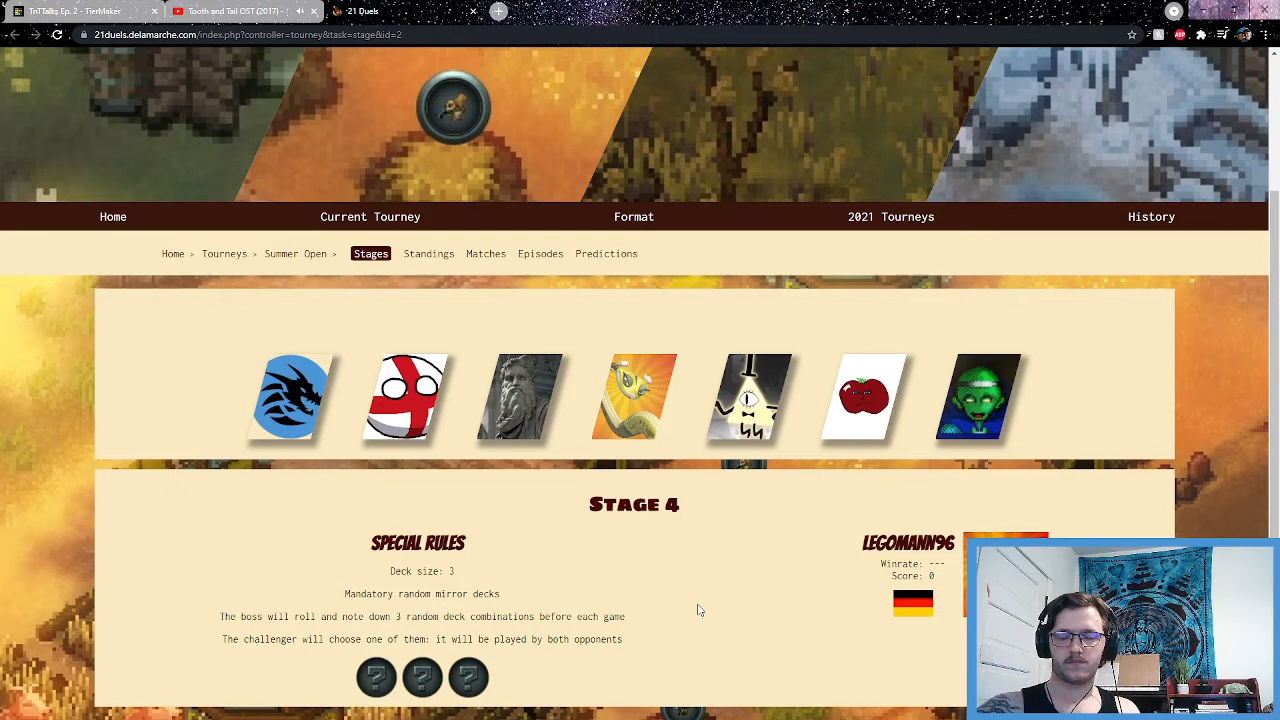 TnTTalks Ep. 2 - TierMaker
Tooth and Tail OST (2017) -
21 Duels
21duels.delamarche.com/index.php?controller=tourney&task=stage&id=2
Home Current Tourney Format 2021 Tourneys History
Home > Tourneys > Summer Open > Stages Standings Matches Episodes Predictions
Stage 4
SPECIAL RULES
Deck size: 3
Mandatory random mirror decks
The boss will roll and note down 3 random deck combinations before each game
The challenger will choose one of them: it will be played by both opponents
? ? ?
LEGOMANN96
Winrate: ---
Score: 0